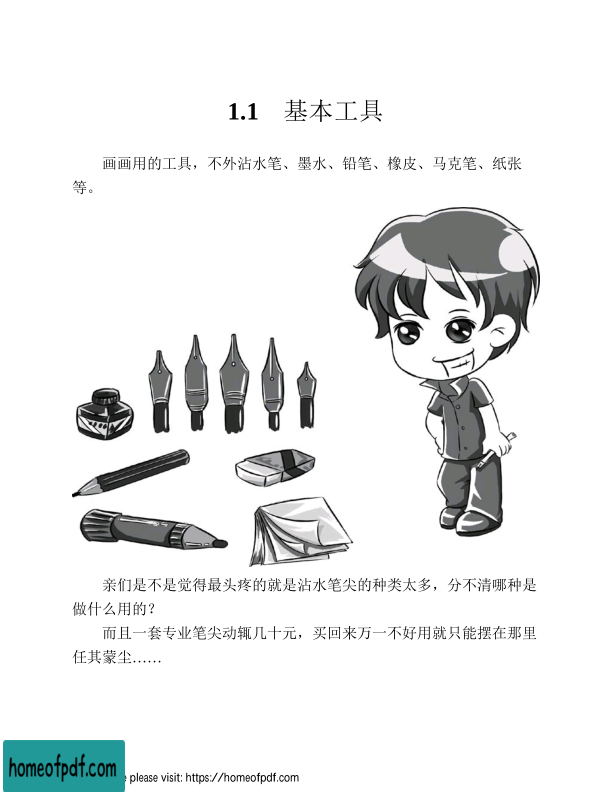 1.1 基本工具
画画用的工具，不外沾水笔、墨水、铅笔、橡皮、马克笔、纸张
等。
亲们是不是觉得最头疼的就是沾水笔尖的种类太多，分不清哪种是
做什么用的？
而且一套专业笔尖动辄几十元，买回来万一不好用就只能摆在那里
任其蒙尘……
homeofpdf.com
e please visit: https://homeofpdf.com